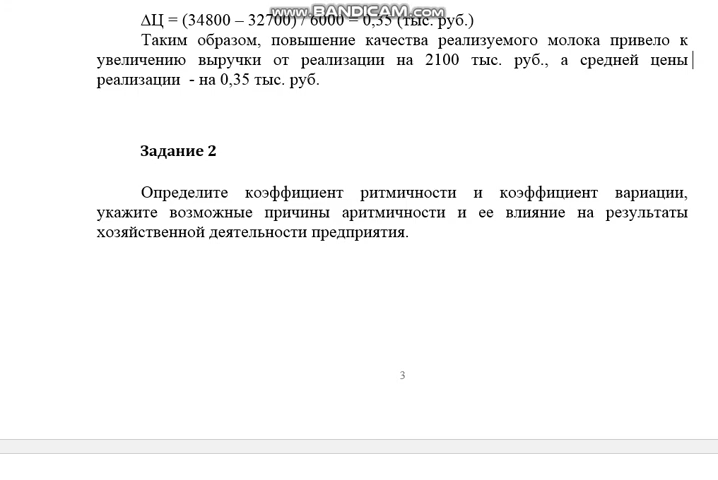 www.BANDICAM.com
ΔЦ = (34800 – 32700) / 6000 = 0,35 (тыс. руб.)
Таким образом, повышение качества реализуемого молока привело к
увеличению выручки от реализации на 2100 тыс. руб., а средней цены
реализации - на 0,35 тыс. руб.
Задание 2
Определите коэффициент ритмичности и коэффициент вариации,
укажите возможные причины аритмичности и ее влияние на результаты
хозяйственной деятельности предприятия.
3